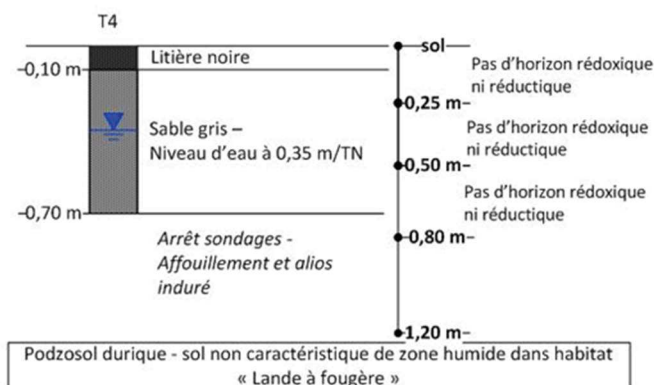 T4
Litière noire
–0,10 m
Sable gris –
Niveau d'eau à 0,35 m/TN
–0,70 m
Arrêt sondages -
Affouillement et alios
induré
sol
Pas d'horizon rédoxique
ni réductique
0,25 m
Pas d'horizon rédoxique
ni réductique
0,50 m
Pas d'horizon rédoxique
ni réductique
0,80 m
1,20 m
Podzosol durique - sol non caractéristique de zone humide dans habitat
« Lande à fougère »